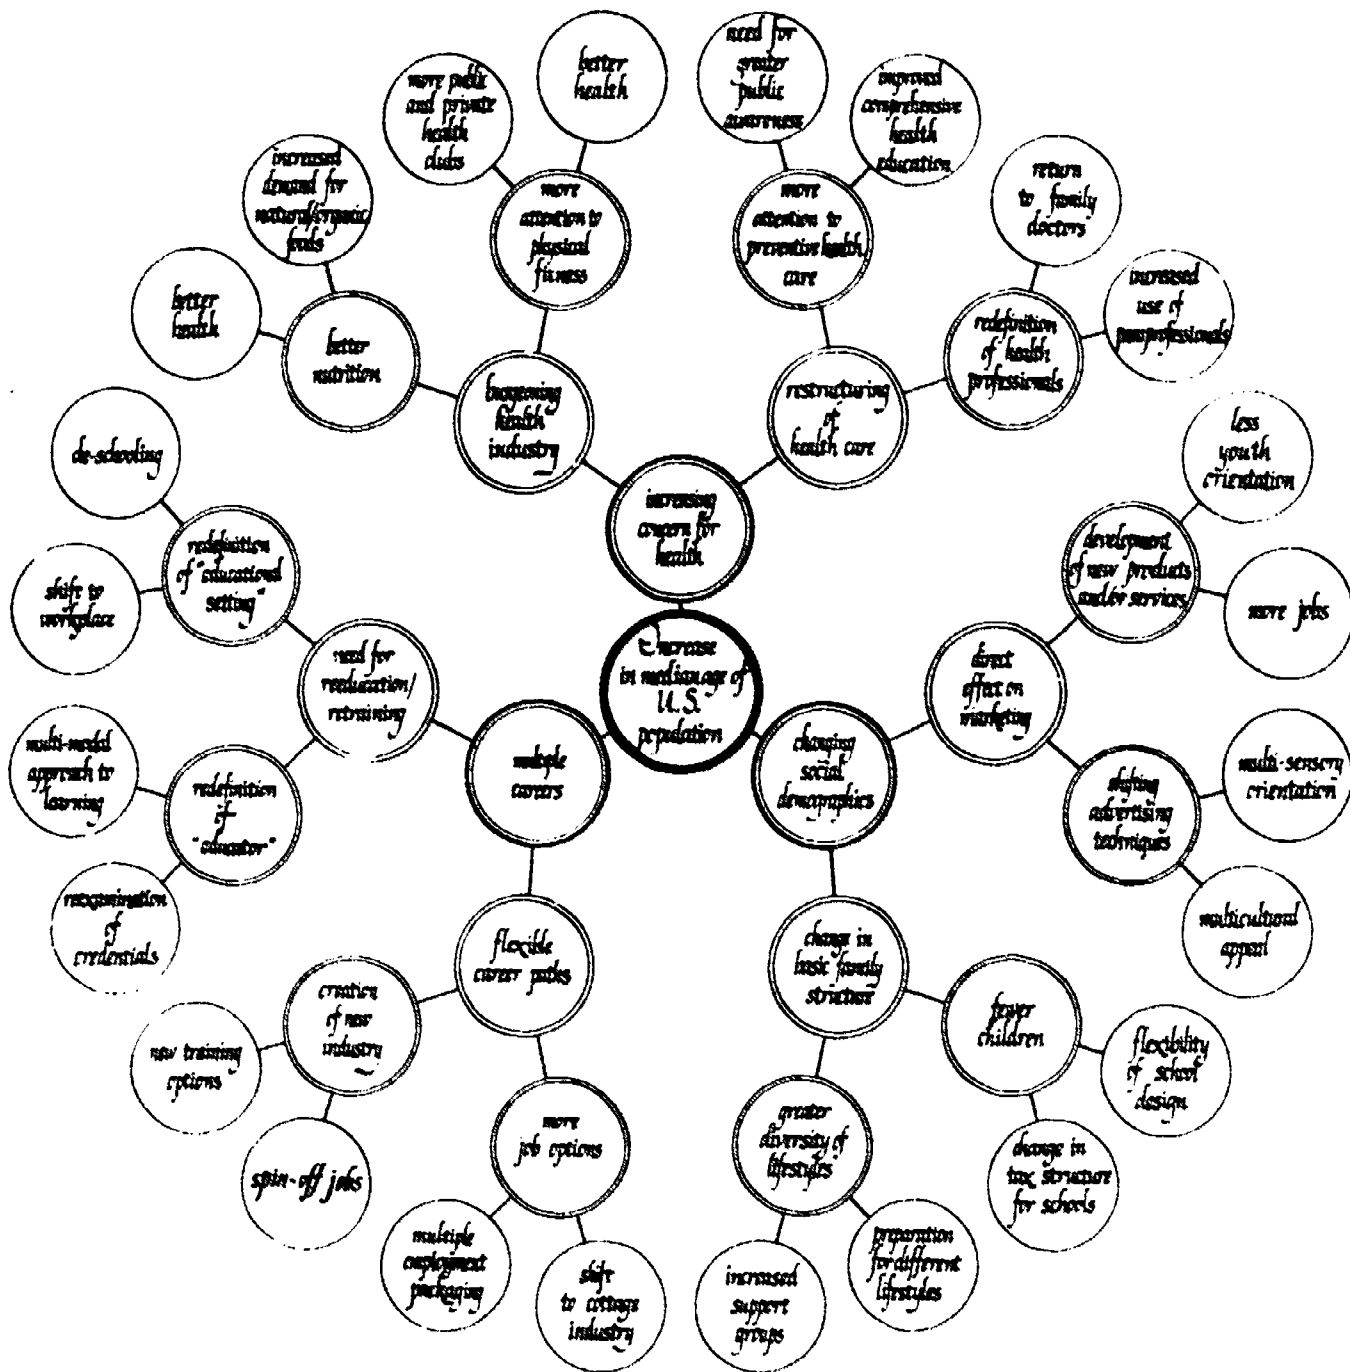 need for
greater
public
awareness
better
health
more public
and private
health
clubs
improved
comprehensive
health
education
increased
demand for
natural/organic
foods
return
to family
doctors
more
attention to
physical
fitness
more
attention to
preventive health
care
better
health
increased
use of
paraprofessionals
better
nutrition
redefinition
of health
professionals
burgeoning
health
industry
restructuring
of
health care
less
youth
orientation
de-schooling
increasing
concern for
health
redefinition
of "educational
setting"
development
of new products
and/or services
shift to
workplace
more jobs
need for
reeducation/
retraining
Increase
in median age of
U.S.
population
direct
effect on
marketing
multi-modal
approach to
learning
multiple
careers
changing
social
demographics
multi-sensory
orientation
redefinition
of
"educator"
shifting
advertising
techniques
reexamination
of
credentials
multicultural
appeal
flexible
career paths
change in
basic family
structure
creation
of new
industry
fewer
children
new training
options
flexibility
of school
design
more
job options
greater
diversity of
lifestyles
spin-off jobs
change in
tax structure
for schools
multiple
employment
packaging
preparation
for different
lifestyles
shift
to cottage
industry
increased
support
groups